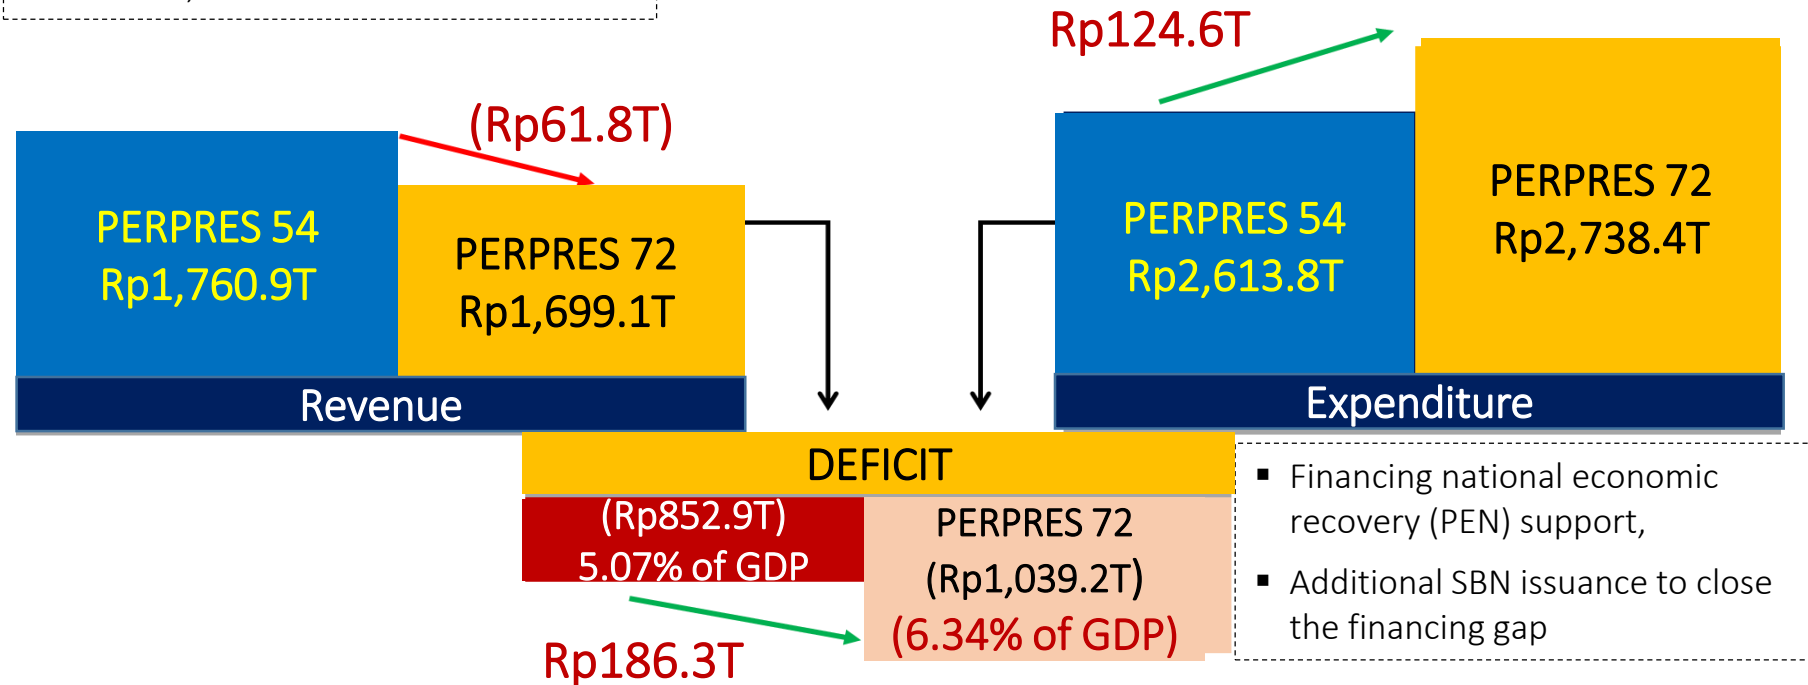 Rp124.6T
(Rp61.8T)
PERPRES 54
Rp1,760.9T
PERPRES 72
Rp1,699.1T
Revenue
PERPRES 54
Rp2,613.8T
PERPRES 72
Rp2,738.4T
Expenditure
DEFICIT
(Rp852.9T)
5.07% of GDP
PERPRES 72
(Rp1,039.2T)
(6.34% of GDP)
Rp186.3T
▪ Financing national economic
recovery (PEN) support,
▪ Additional SBN issuance to close
the financing gap